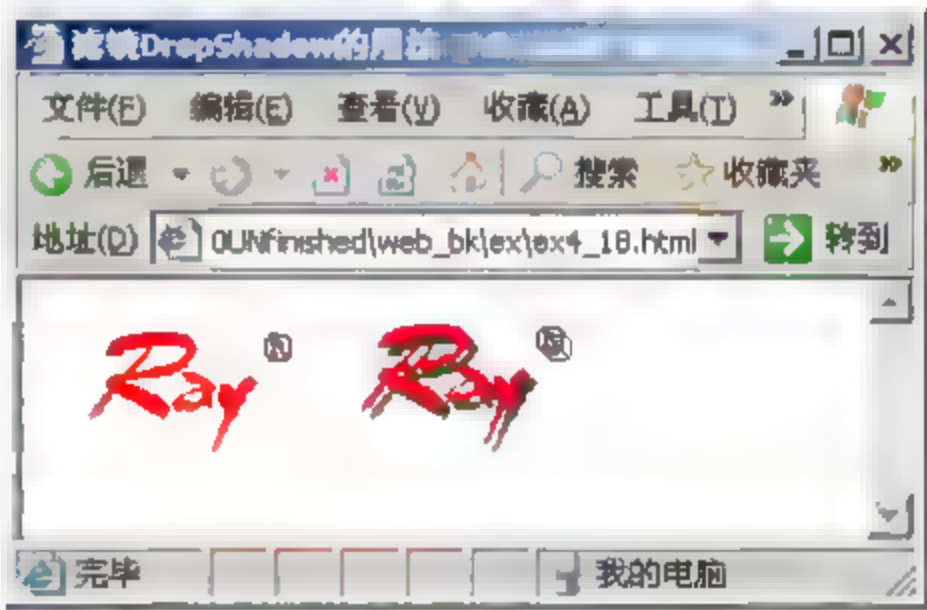 滤镜DropShadow的用法
文件(F) 编辑(E) 查看(V) 收藏(A) 工具(T) »
后退 搜索 收藏夹 »
地址(D) 0UNfinished\web_bk\ex\ex4_18.html 转到
Ray ® Ray ®
完毕 我的电脑